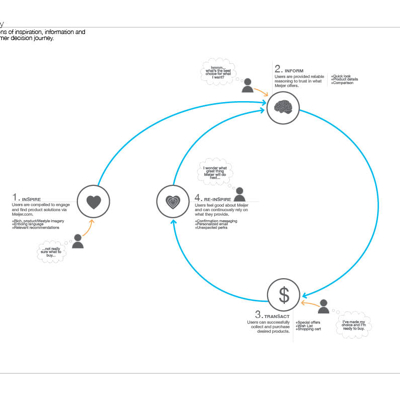 y
ns of inspiration, information and
mer decision journey.
hmmm...
what's the best
choice for what
I want?
2. INFORM
Users are provided reliable
reasoning to trust in what
Meijer offers.
•Quick look
•Product details
•Comparison
I wonder what
great thing
Meijer will do
next...
1. INSPIRE
Users are compelled to engage
and find product solutions via
Meijer.com.
•Rich, product/lifestyle imagery
•Enticing language
•Relevant recommendations
4. RE-INSPIRE
Users feel good about Meijer
and can continuously rely on
what they provide.
•Confirmatory messaging
•Personalized email
•Unexpected perks
...not really
sure what to
buy...
$
3. TRANSACT
Users can successfully
collect and purchase
desired products.
•Special offers
•Wish List
•Shopping cart
I've made my
choice and I'm
ready to buy.